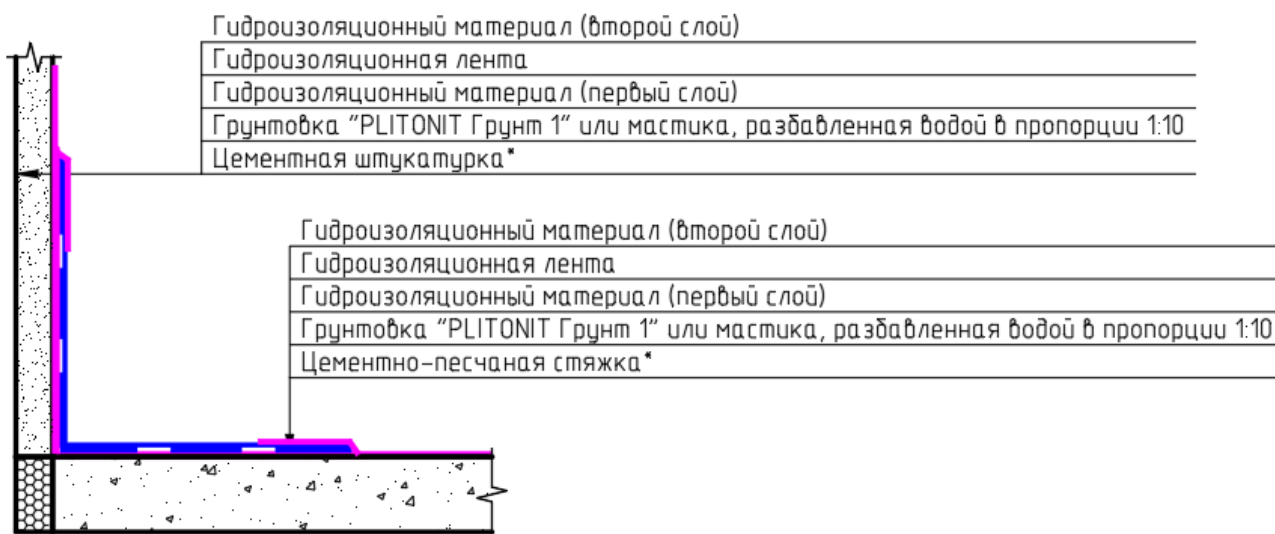 Гидроизоляционный материал (второй слой)
Гидроизоляционная лента
Гидроизоляционный материал (первый слой)
Грунтовка "PLITONIT Грунт 1" или мастика, разбавленная водой в пропорции 1:10
Цементная штукатурка*
Гидроизоляционный материал (второй слой)
Гидроизоляционная лента
Гидроизоляционный материал (первый слой)
Грунтовка "PLITONIT Грунт 1" или мастика, разбавленная водой в пропорции 1:10
Цементно-песчаная стяжка*